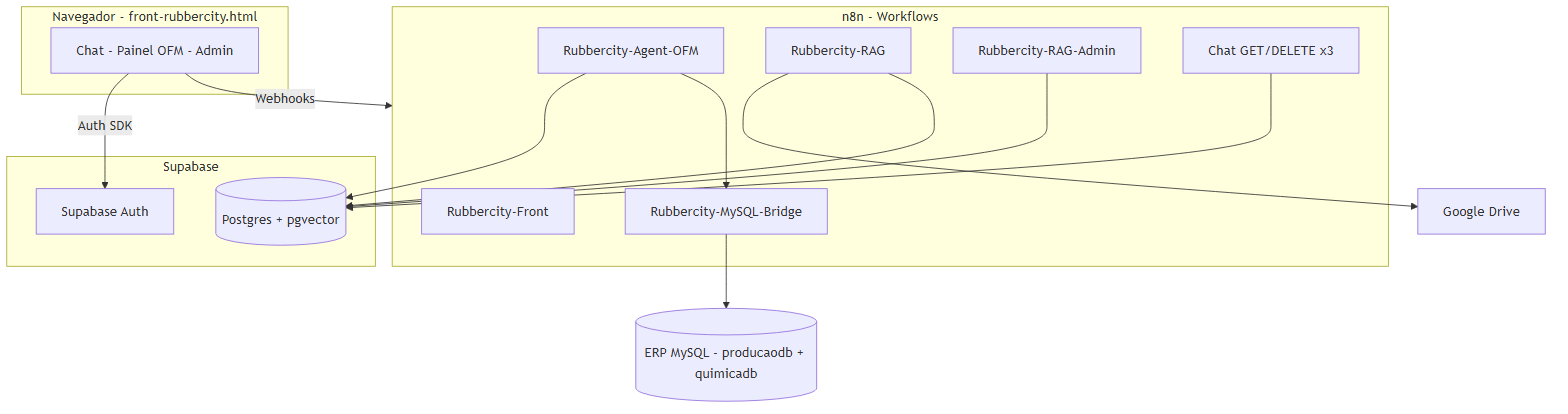 Navegador - front-rubbercity.html
Chat - Painel OFM - Admin
n8n - Workflows
Rubbercity-Agent-OFM
Rubbercity-RAG
Rubbercity-RAG-Admin
Chat GET/DELETE x3
Webhooks
Auth SDK
Supabase
Supabase Auth
Postgres + pgvector
Rubbercity-Front
Rubbercity-MySQL-Bridge
Google Drive
ERP MySQL - producaodb +
quimicadb